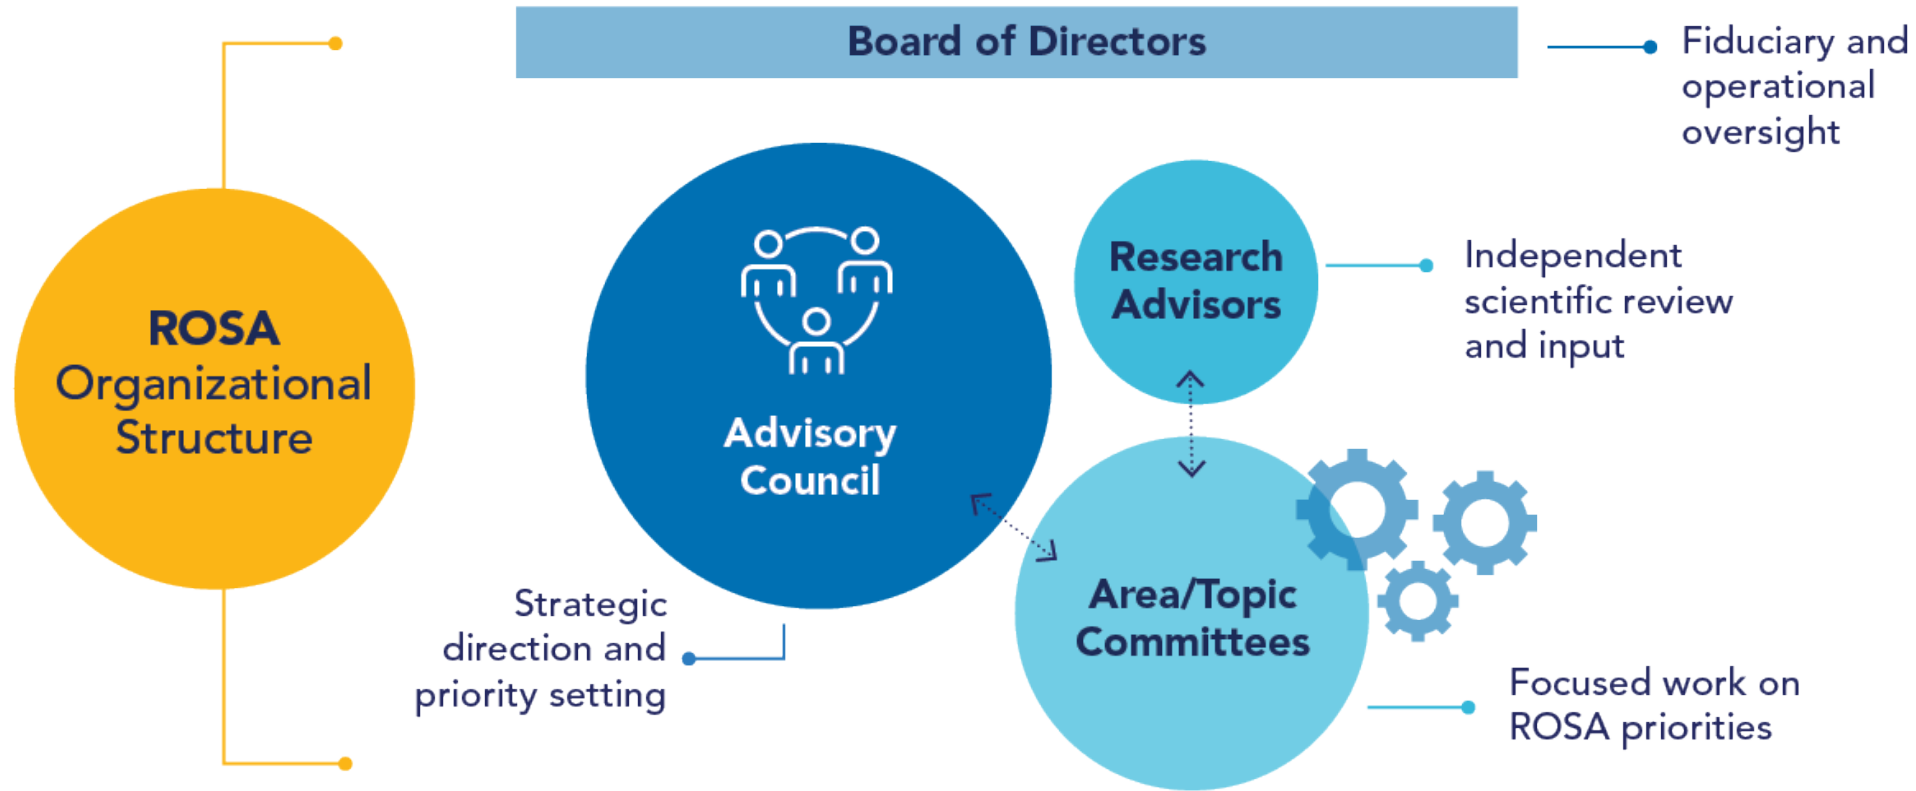 Board of Directors
Fiduciary and
operational
oversight
ROSA
Organizational
Structure
Advisory
Council
Strategic
direction and
priority setting
Research
Advisors
Independent
scientific review
and input
Area/Topic
Committees
Focused work on
ROSA priorities